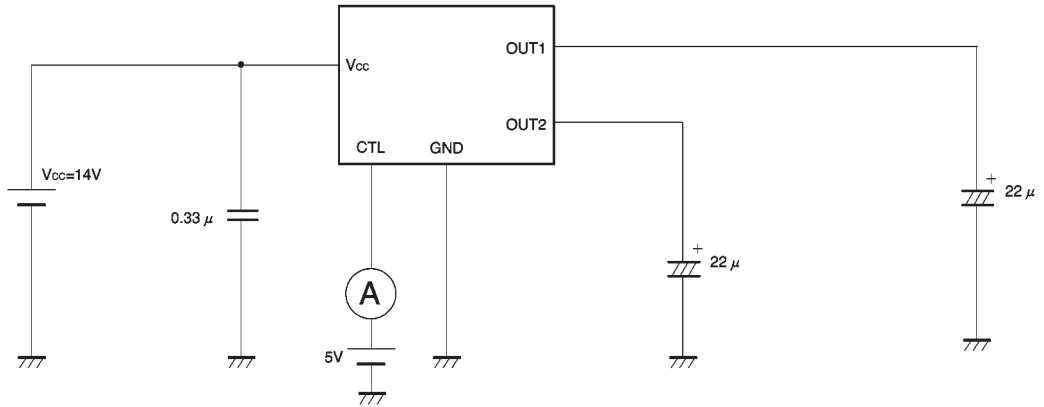 OUT1
Vcc
OUT2
CTL
GND
Vcc=14V
22 μ
0.33 μ
22 μ
A
5V